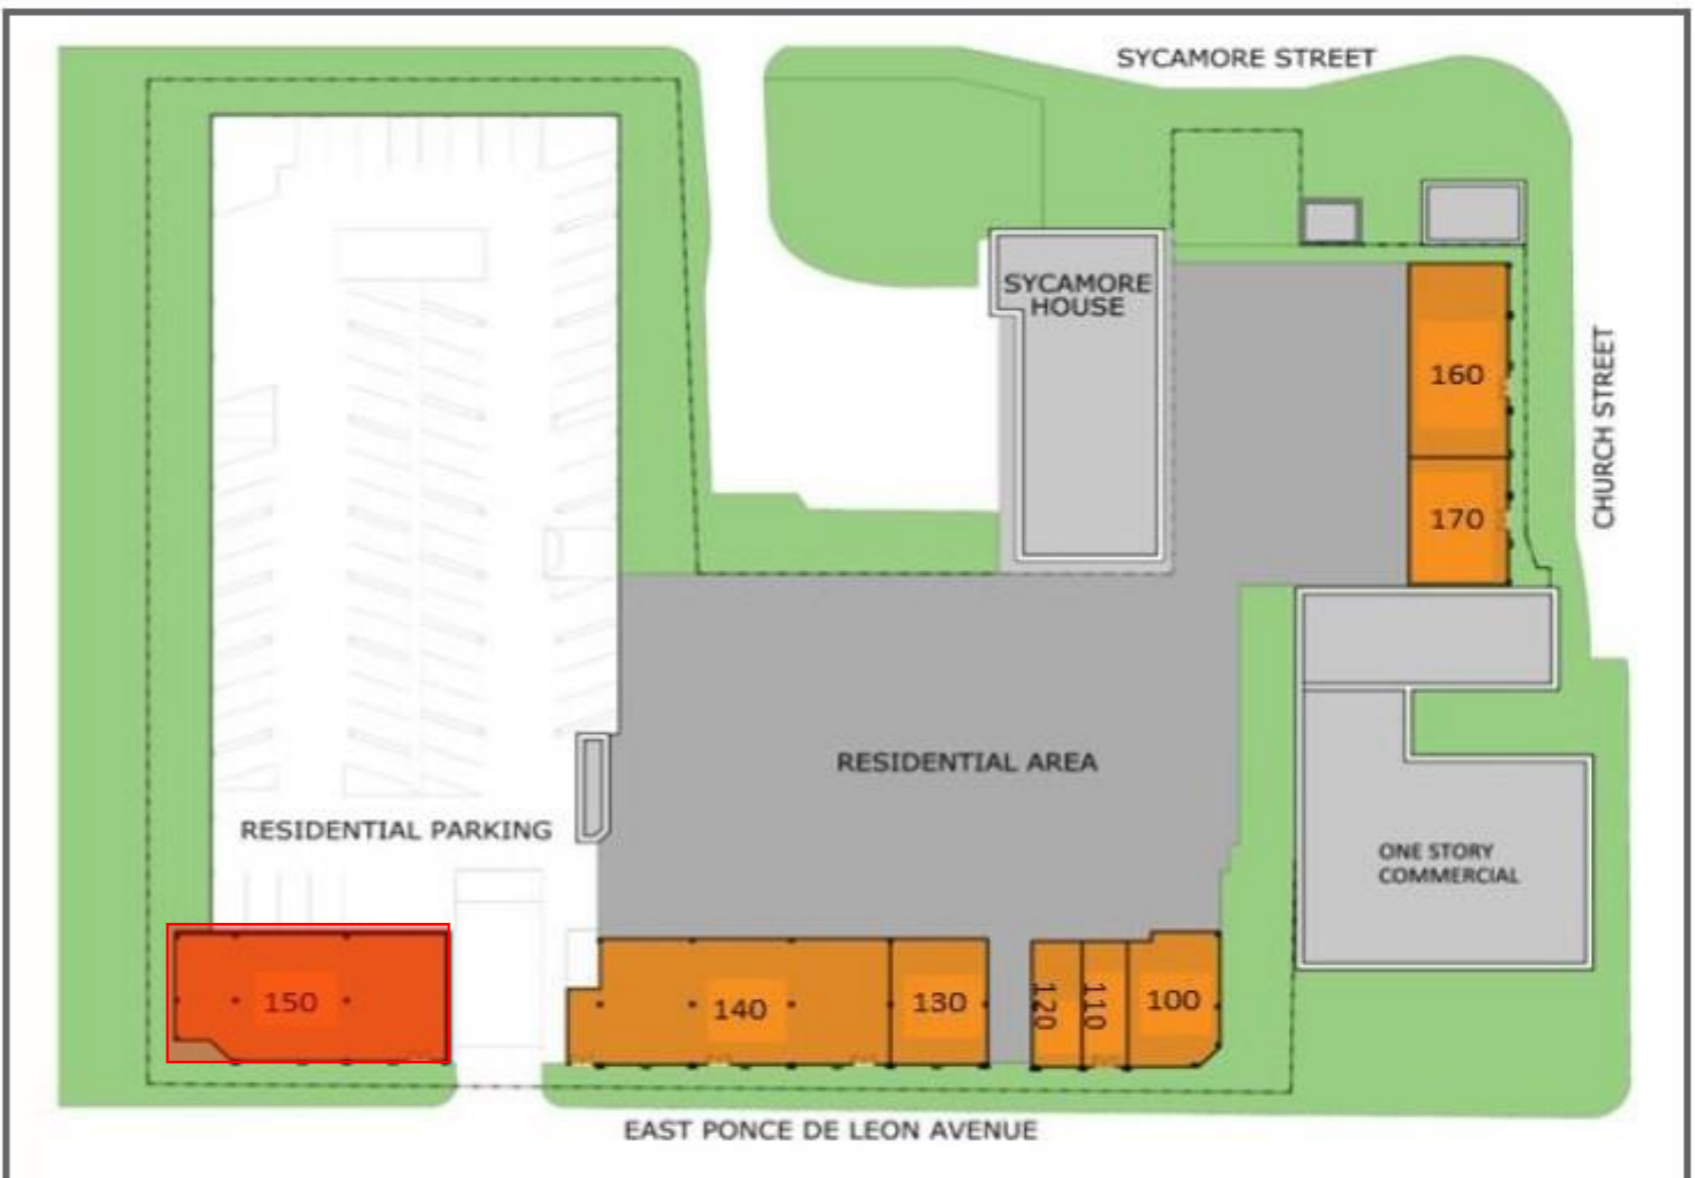 SYCAMORE STREET
SYCAMORE
HOUSE
160
CHURCH STREET
170
RESIDENTIAL AREA
RESIDENTIAL PARKING
ONE STORY
COMMERCIAL
150
140
130
120
110
100
EAST PONCE DE LEON AVENUE